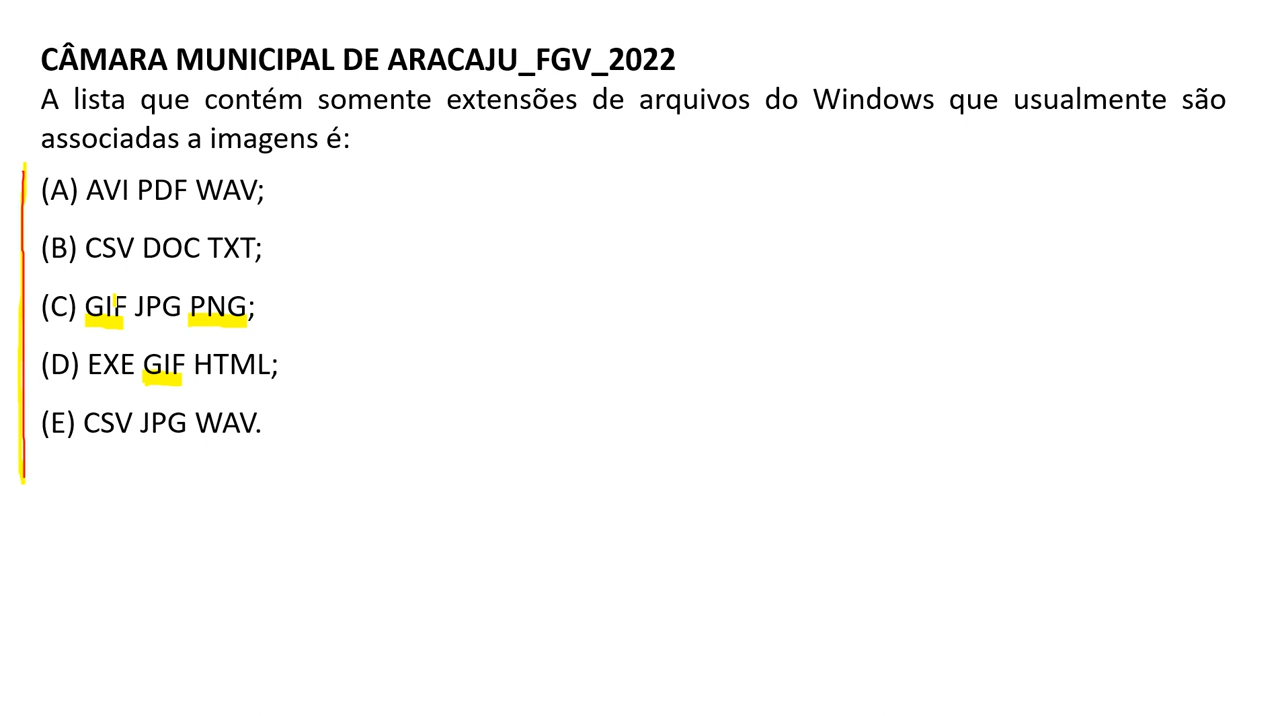 CÂMARA MUNICIPAL DE ARACAJU_FGV_2022
A lista que contém somente extensões de arquivos do Windows que usualmente são
associadas a imagens é:
(A) AVI PDF WAV;
(B) CSV DOC TXT;
(C) GIF JPG PNG;
(D) EXE GIF HTML;
(E) CSV JPG WAV.